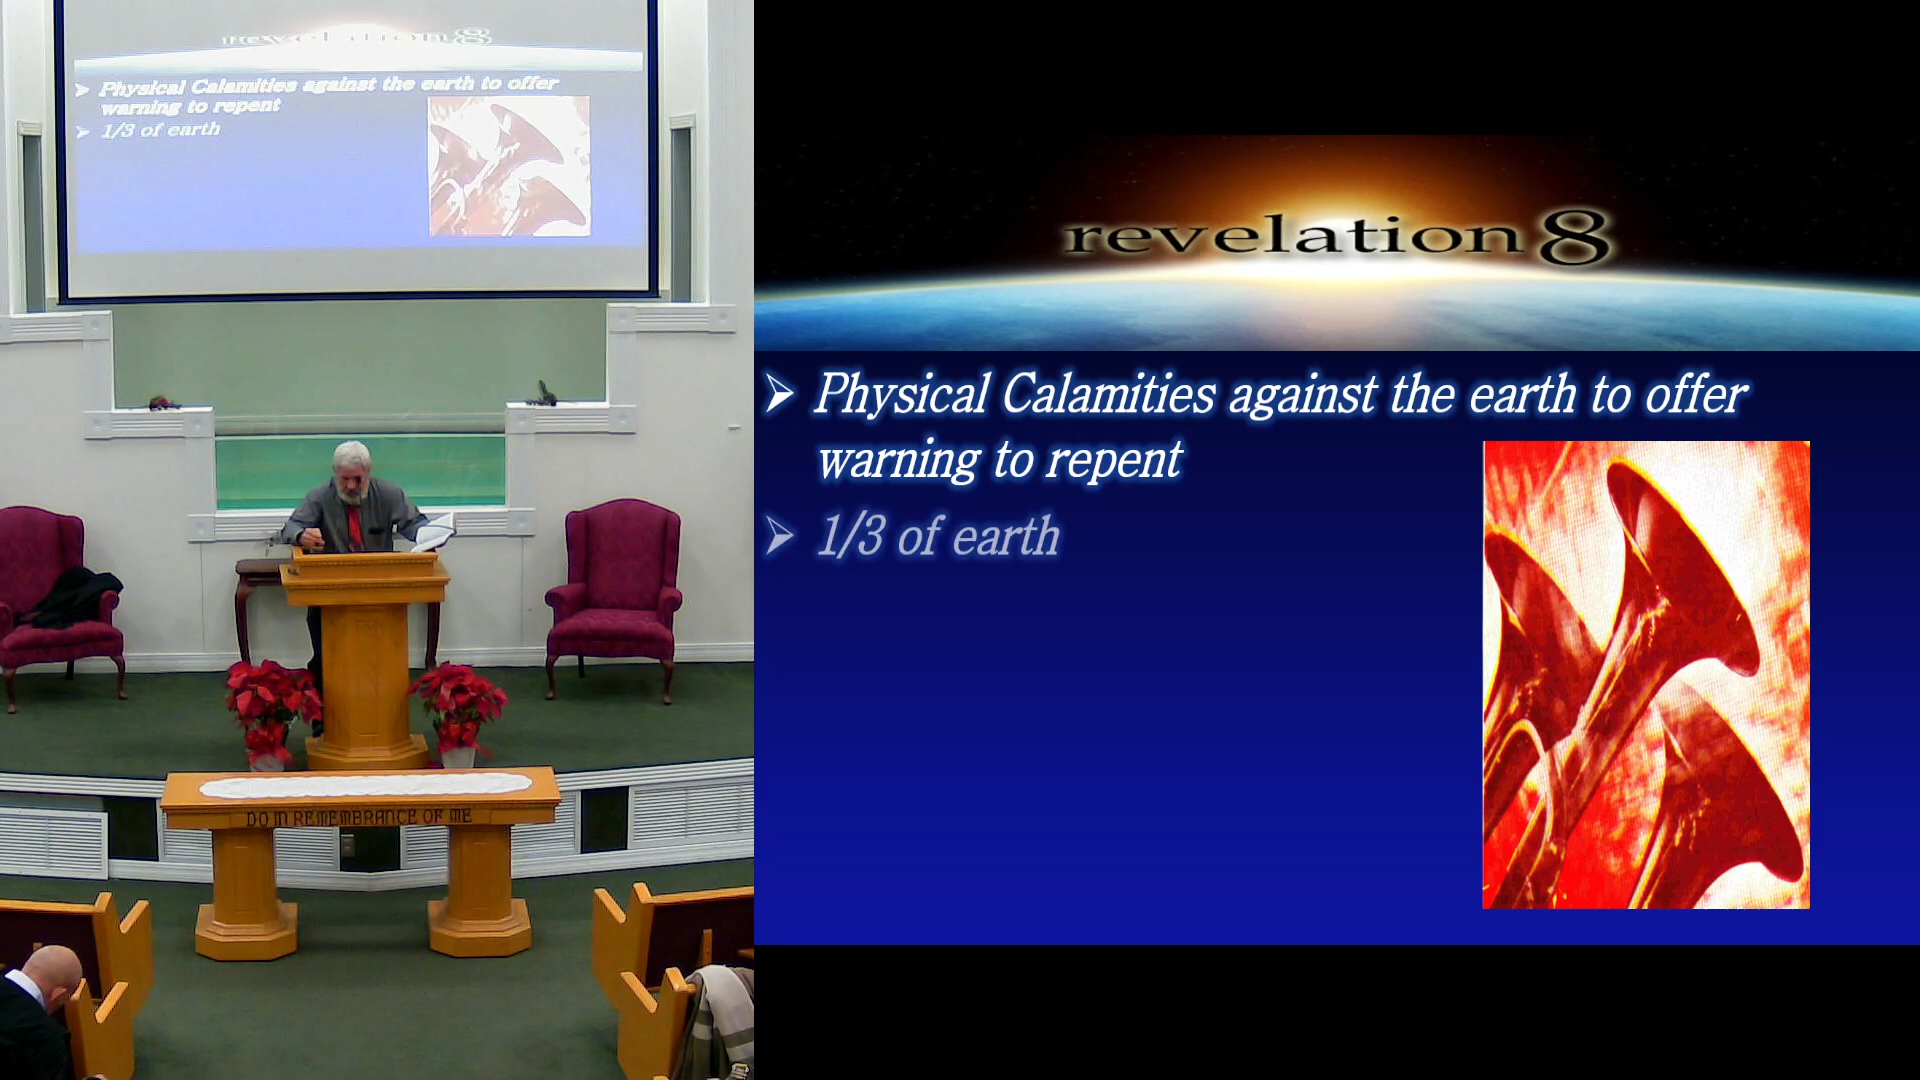 revelation 8
➢ Physical Calamities against the earth to offer
warning to repent
➢ 1/3 of earth
DO IN REMEMBRANCE OF ME
revelation 8
➢ Physical Calamities against the earth to offer
warning to repent
➢ 1/3 of earth